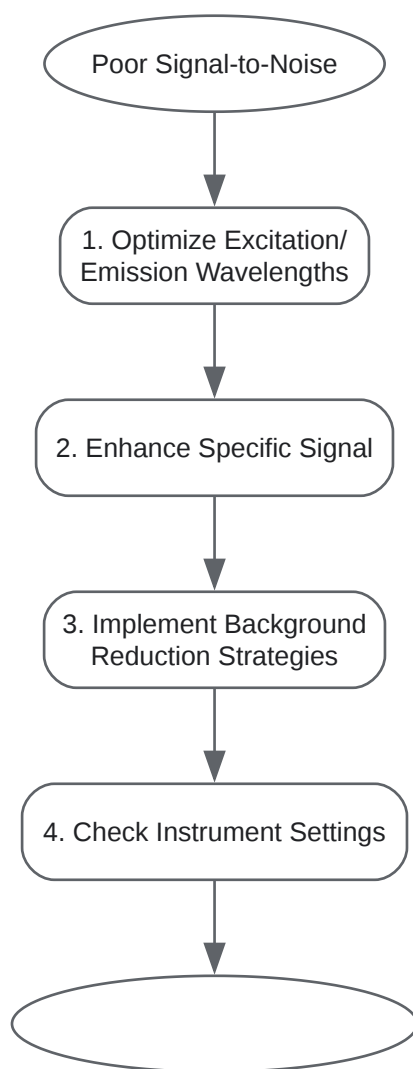 Poor Signal-to-Noise
1. Optimize Excitation/
Emission Wavelengths
2. Enhance Specific Signal
3. Implement Background
Reduction Strategies
4. Check Instrument Settings